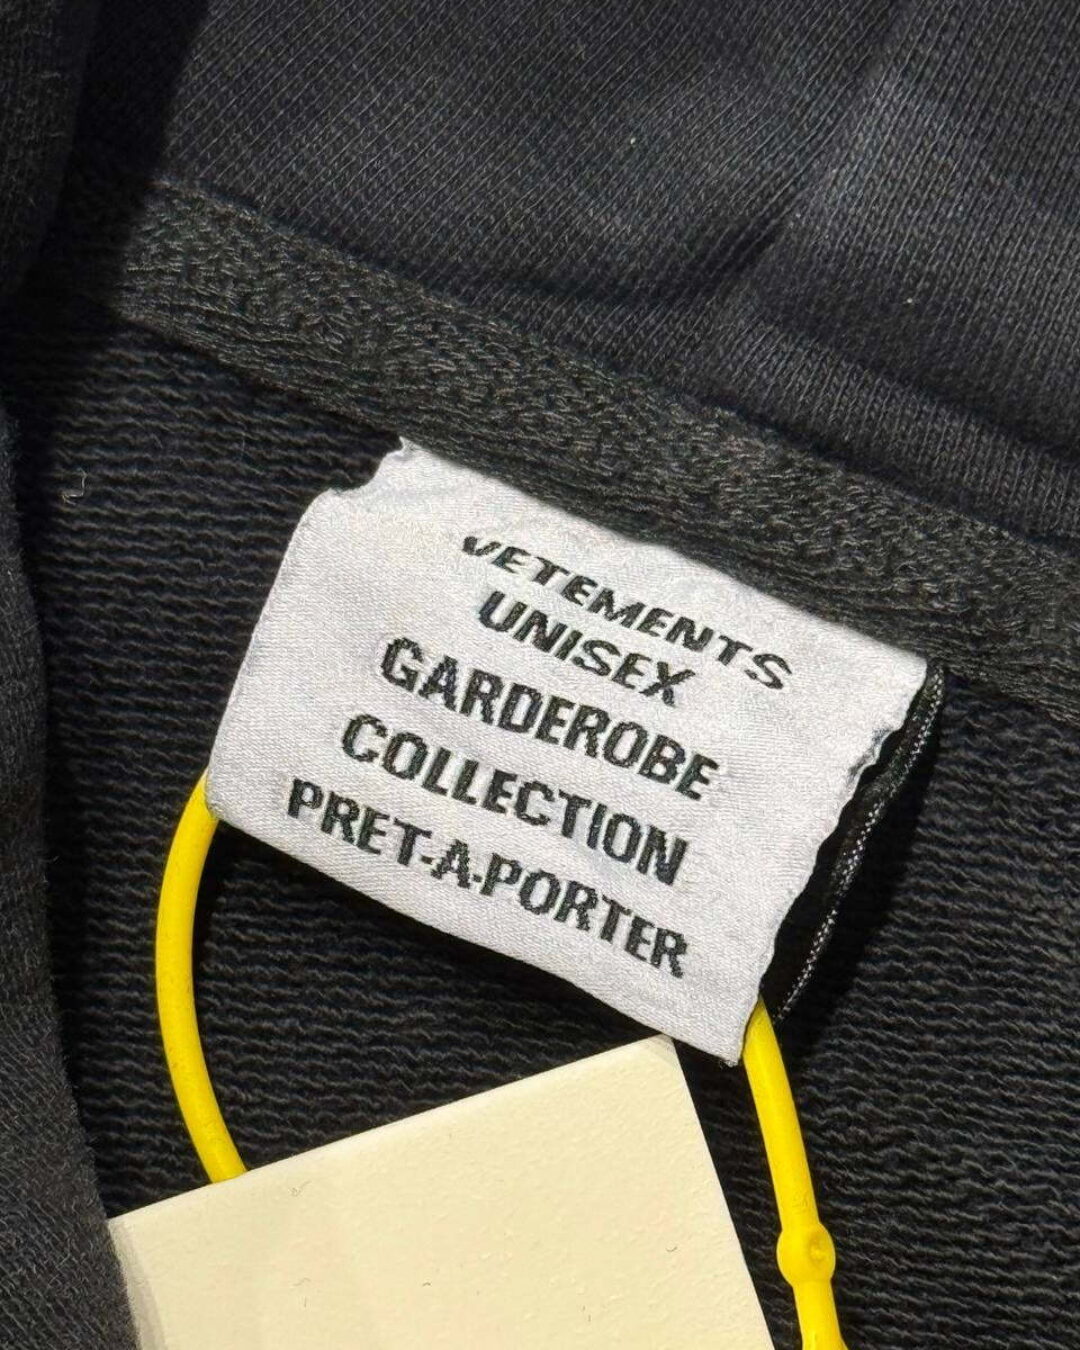 VETEMENTS
UNISEX
GARDEROBE
COLLECTION
PRET-A-PORTER